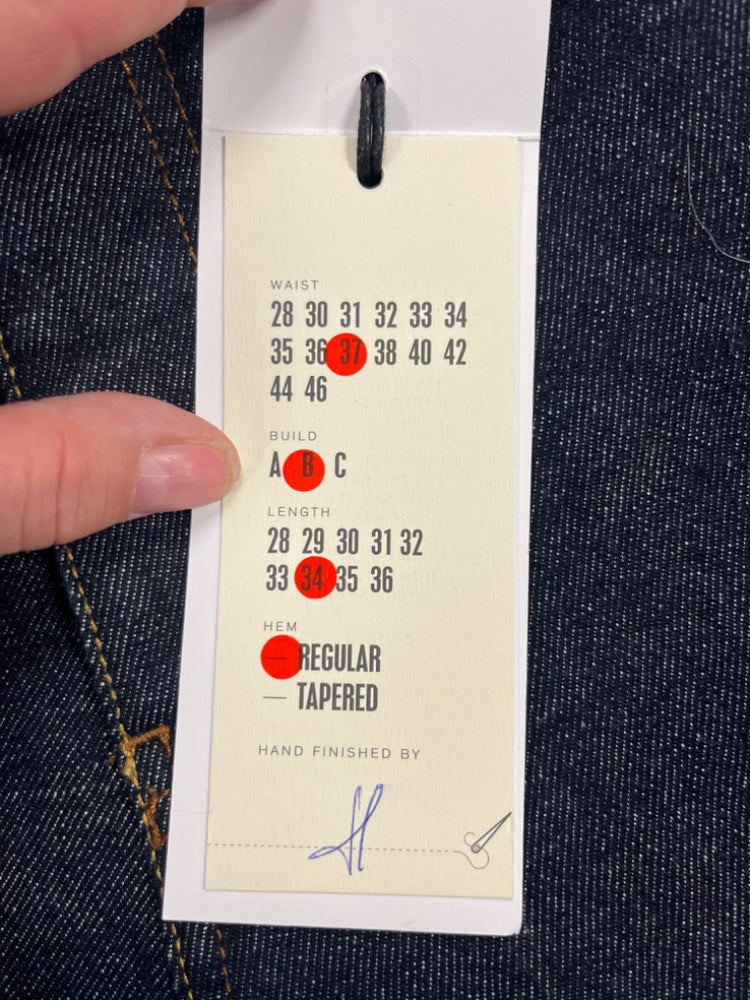 WAIST
28 30 31 32 33 34
35 36 37 38 40 42
44 46
BUILD
A B C
LENGTH
28 29 30 31 32
33 34 35 36
HEM
— REGULAR
— TAPERED
HAND FINISHED BY